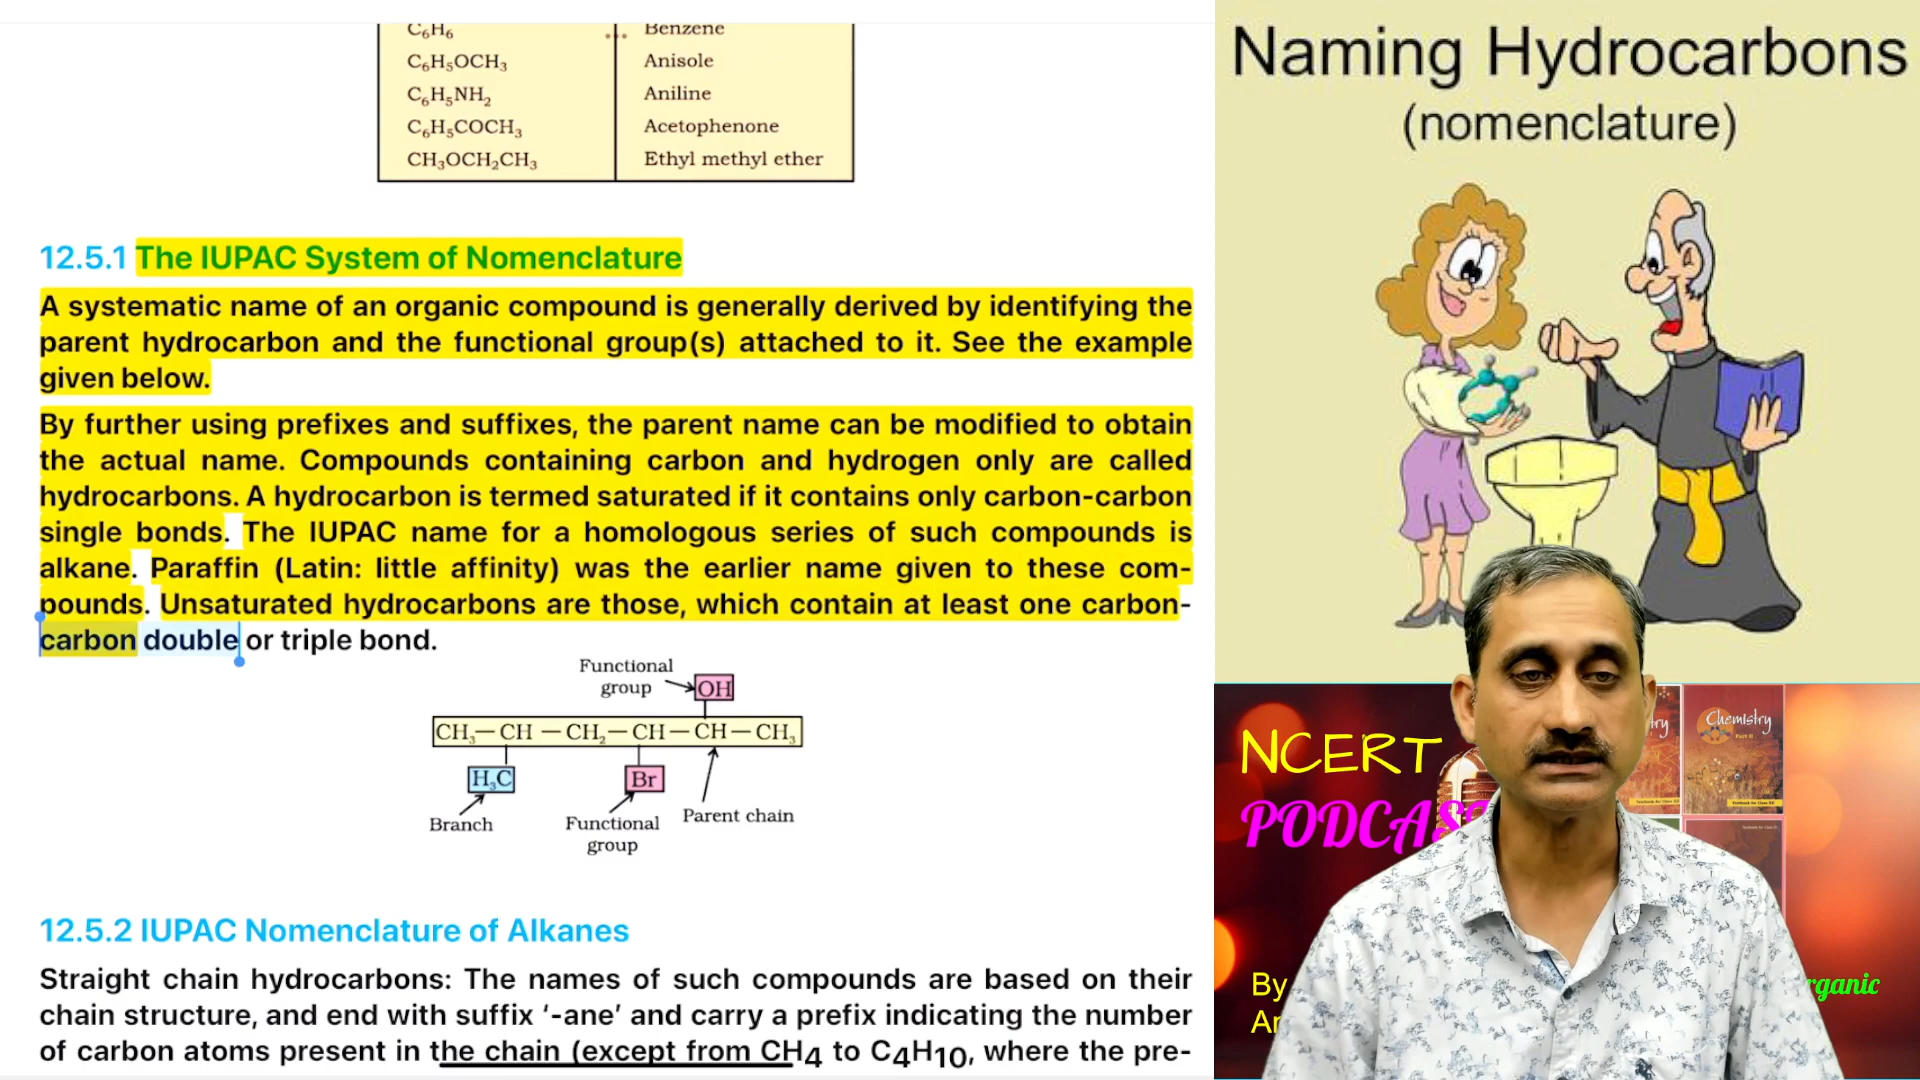 C₆H₆ ... Benzene
C₆H₅OCH₃ Anisole
C₆H₅NH₂ Aniline
C₆H₅COCH₃ Acetophenone
CH₃OCH₂CH₃ Ethyl methyl ether
12.5.1 The IUPAC System of Nomenclature
A systematic name of an organic compound is generally derived by identifying the
parent hydrocarbon and the functional group(s) attached to it. See the example
given below.
By further using prefixes and suffixes, the parent name can be modified to obtain
the actual name. Compounds containing carbon and hydrogen only are called
hydrocarbons. A hydrocarbon is termed saturated if it contains only carbon-carbon
single bonds. The IUPAC name for a homologous series of such compounds is
alkane. Paraffin (Latin: little affinity) was the earlier name given to these com-
pounds. Unsaturated hydrocarbons are those, which contain at least one carbon-
carbon double or triple bond.
Functional
group
OH
CH₃— CH — CH₂— CH — CH — CH₃
H₃C
Br
Branch
Functional
group
Parent chain
12.5.2 IUPAC Nomenclature of Alkanes
Straight chain hydrocarbons: The names of such compounds are based on their
chain structure, and end with suffix ‘-ane’ and carry a prefix indicating the number
of carbon atoms present in the chain (except from CH4 to C4H10, where the pre-
Naming Hydrocarbons
(nomenclature)
NCERT
PODCAS
Chemistry
Part II
By
Ar
rganic